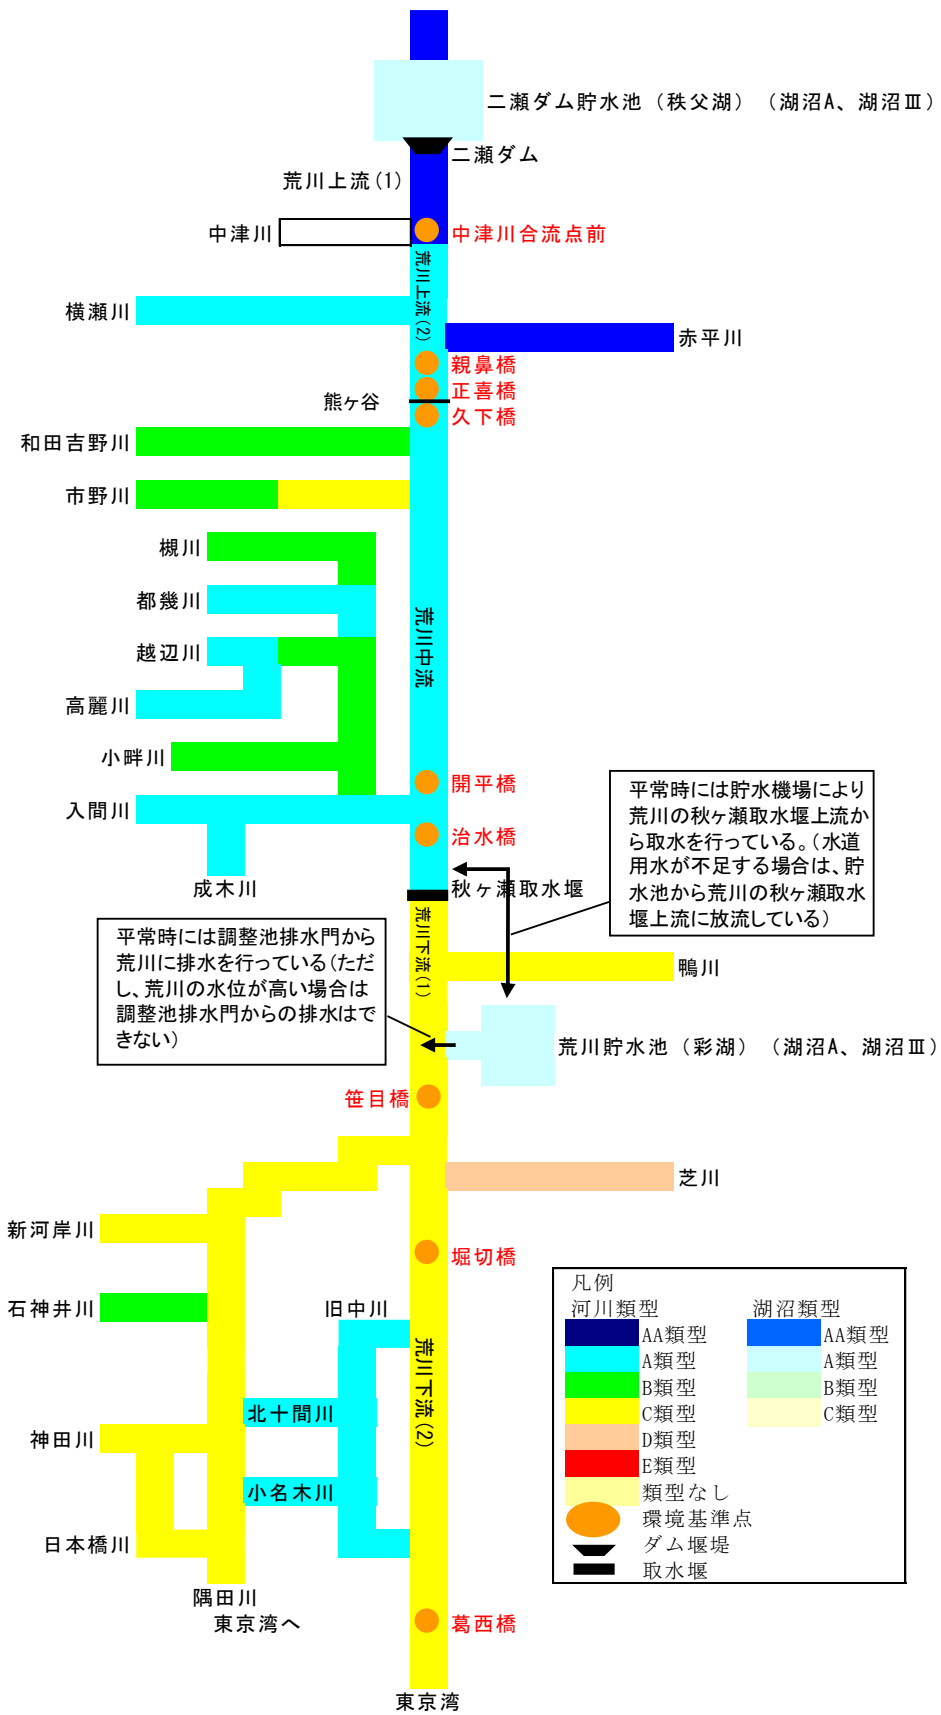 二瀬ダム貯水池（秩父湖）（湖沼A、湖沼Ⅲ）
二瀬ダム
荒川上流(1)
中津川
中津川合流点前
荒川上流(2)
横瀬川
赤平川
親鼻橋
正喜橋
熊ヶ谷
久下橋
和田吉野川
市野川
槻川
都幾川
荒川中流
越辺川
高麗川
小畔川
開平橋
入間川
治水橋
成木川
平常時には貯水機場により
荒川の秋ヶ瀬取水堰上流か
ら取水を行っている。(水道
用水が不足する場合は、貯
水池から荒川の秋ヶ瀬取水
堰上流に放流している)
秋ヶ瀬取水堰
荒川下流(1)
平常時には調整池排水門から
荒川に排水を行っている(ただ
し、荒川の水位が高い場合は
調整池排水門からの排水はで
きない)
鴨川
荒川貯水池（彩湖）（湖沼A、湖沼Ⅲ）
笹目橋
芝川
新河岸川
堀切橋
石神井川
旧中川
荒川下流(2)
北十間川
神田川
小名木川
日本橋川
隅田川
東京湾へ
葛西橋
東京湾
凡例
河川類型
AA類型
A類型
B類型
C類型
D類型
E類型
類型なし
環境基準点
ダム堰堤
取水堰
湖沼類型
AA類型
A類型
B類型
C類型